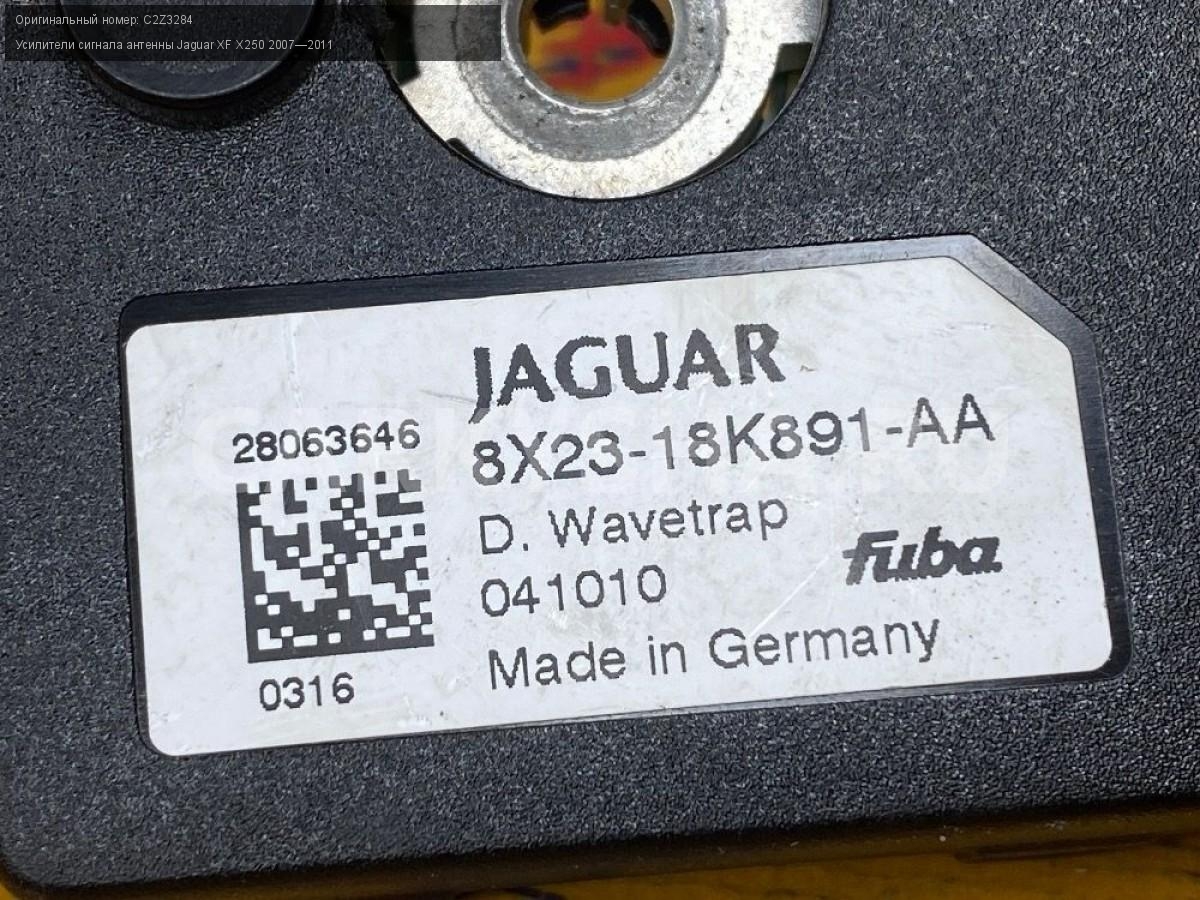 Оригинальный номер: C2Z3284
Усилители сигнала антенны Jaguar XF X250 2007—2011
JAGUAR
28063646
8X23-18K891-AA
D. Wavetrap
fuba
041010
Made in Germany
0316